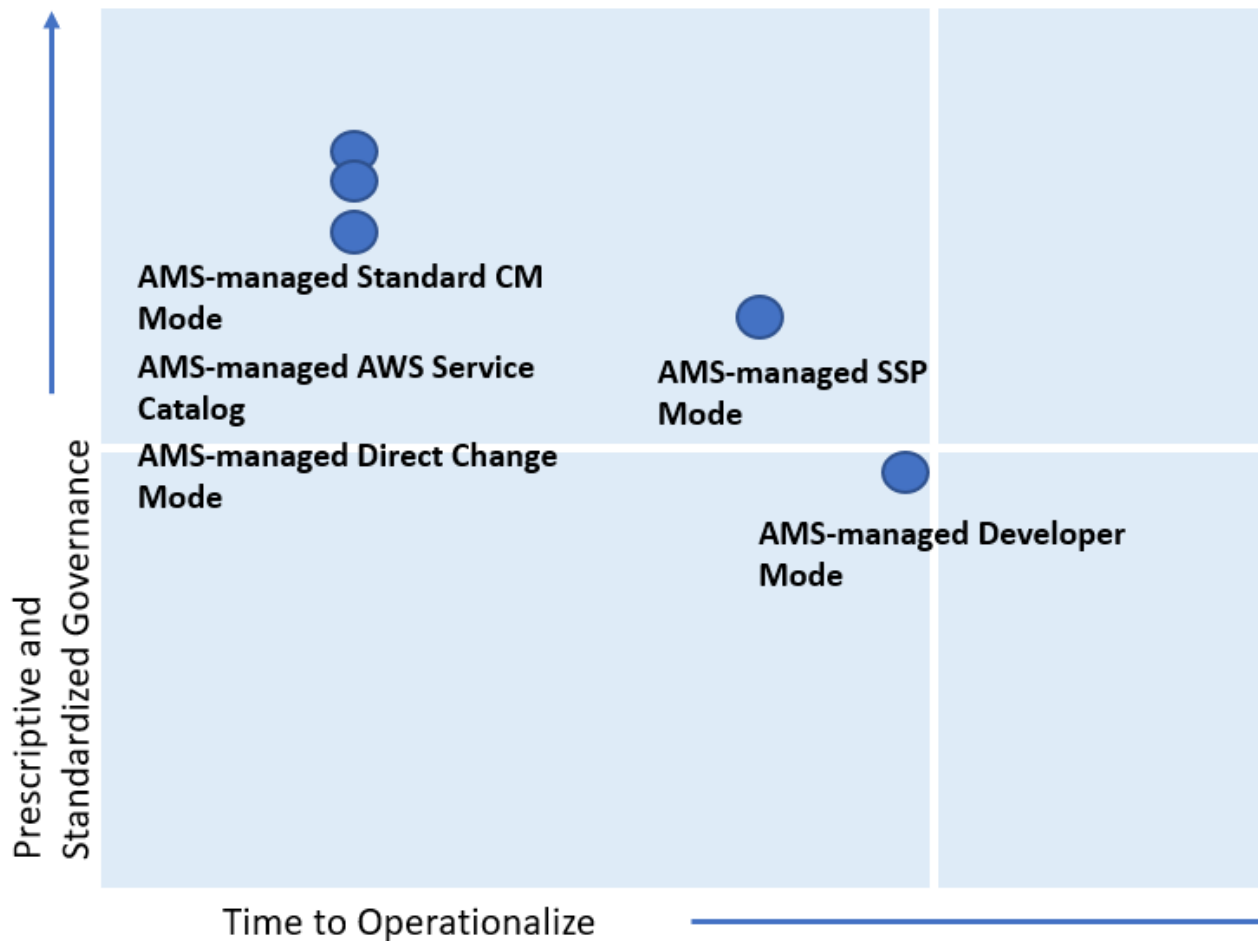 AMS-managed Standard CM
Mode
AMS-managed AWS Service
Catalog
AMS-managed SSP
Mode
AMS-managed Direct Change
Mode
AMS-managed Developer
Mode
Prescriptive and
Standardized Governance
Time to Operationalize